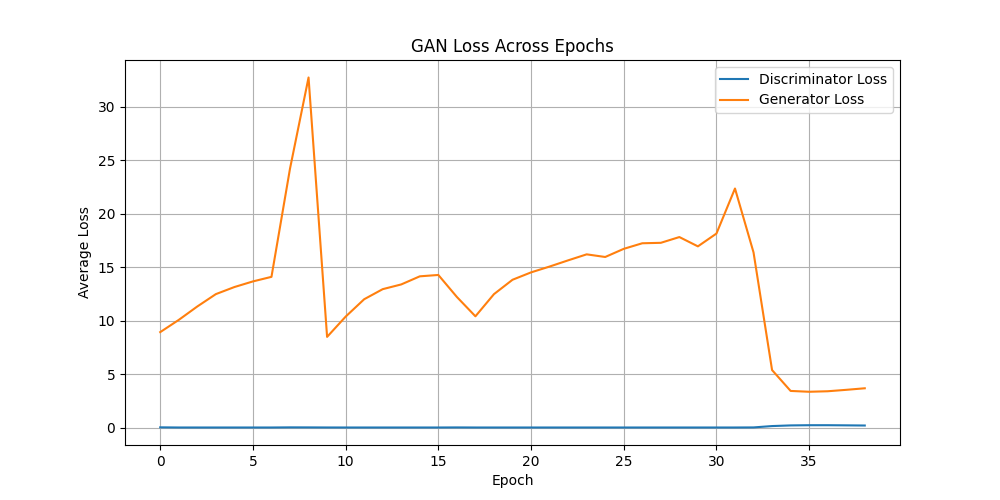 GAN Loss Across Epochs
Discriminator Loss
Generator Loss
Average Loss
30
25
20
15
10
5
0
0 5 10 15 20 25 30 35
Epoch